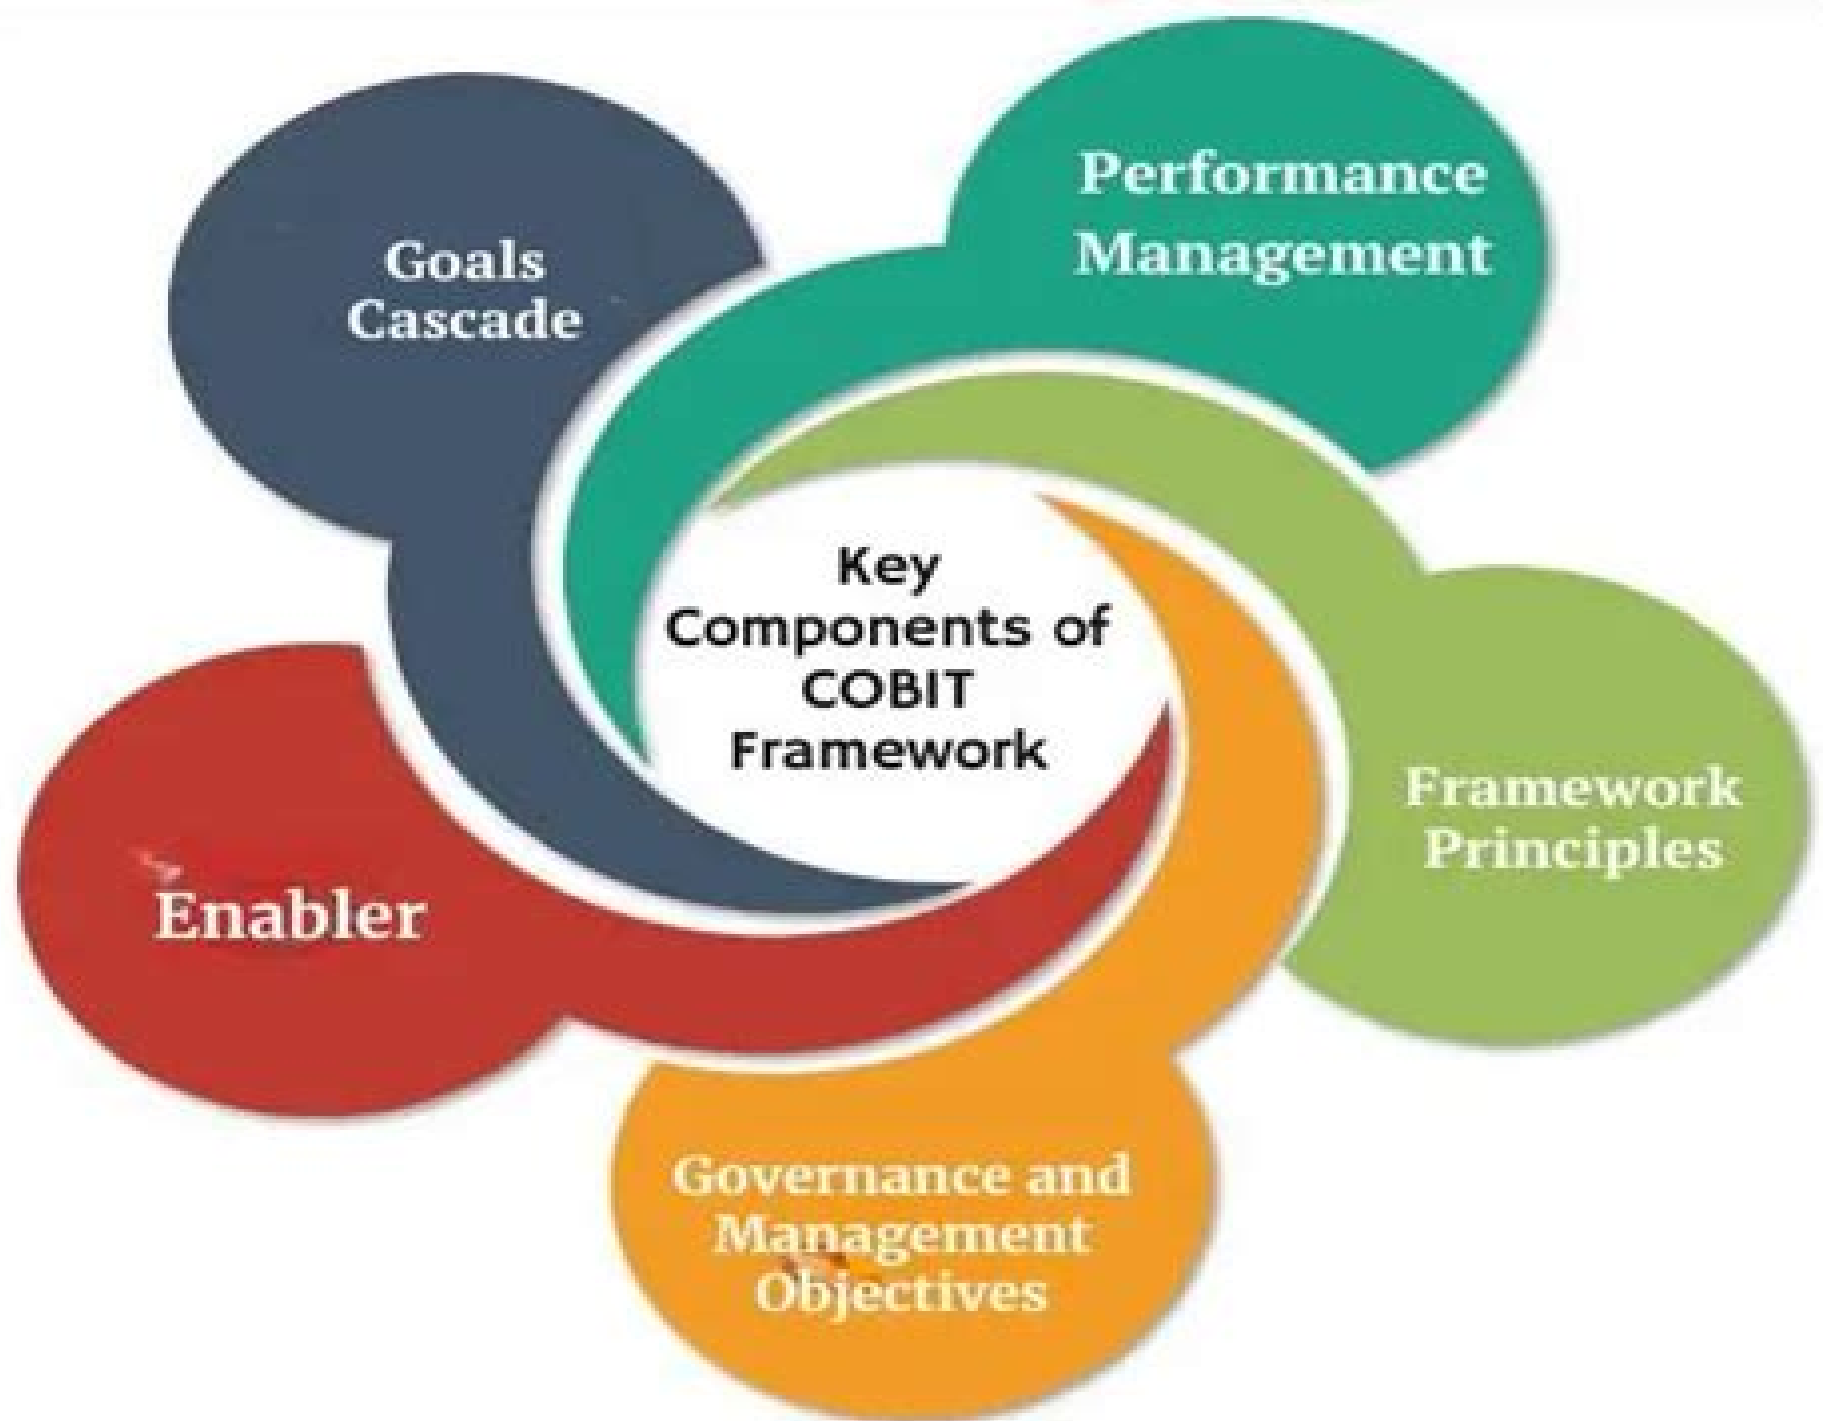 Performance
Management
Goals
Cascade
Key
Components of
COBIT
Framework
Framework
Principles
Enabler
Governance and
Management
Objectives